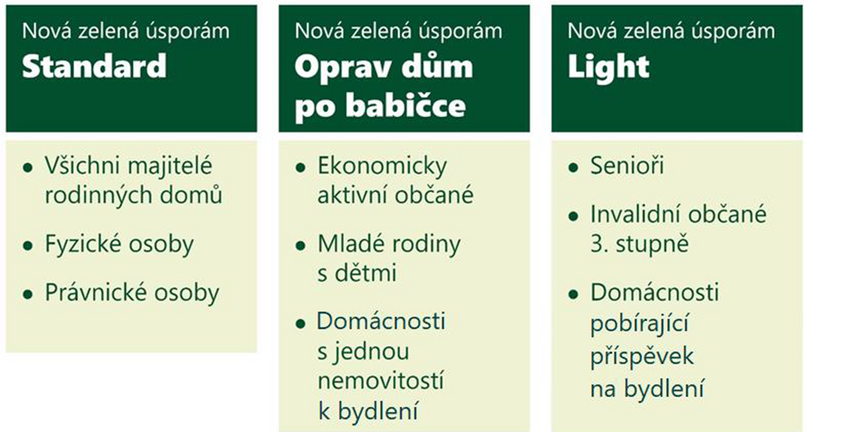 Nová zelená úsporám
Standard
• Všichni majitelé
rodinných domů
• Fyzické osoby
• Právnické osoby
Nová zelená úsporám
Oprav dům
po babičce
• Ekonomicky
aktivní občané
• Mladé rodiny
s dětmi
• Domácnosti
s jednou
nemovitostí
k bydlení
Nová zelená úsporám
Light
• Senioři
• Invalidní občané
3. stupně
• Domácnosti
pobírající
příspěvek
na bydlení